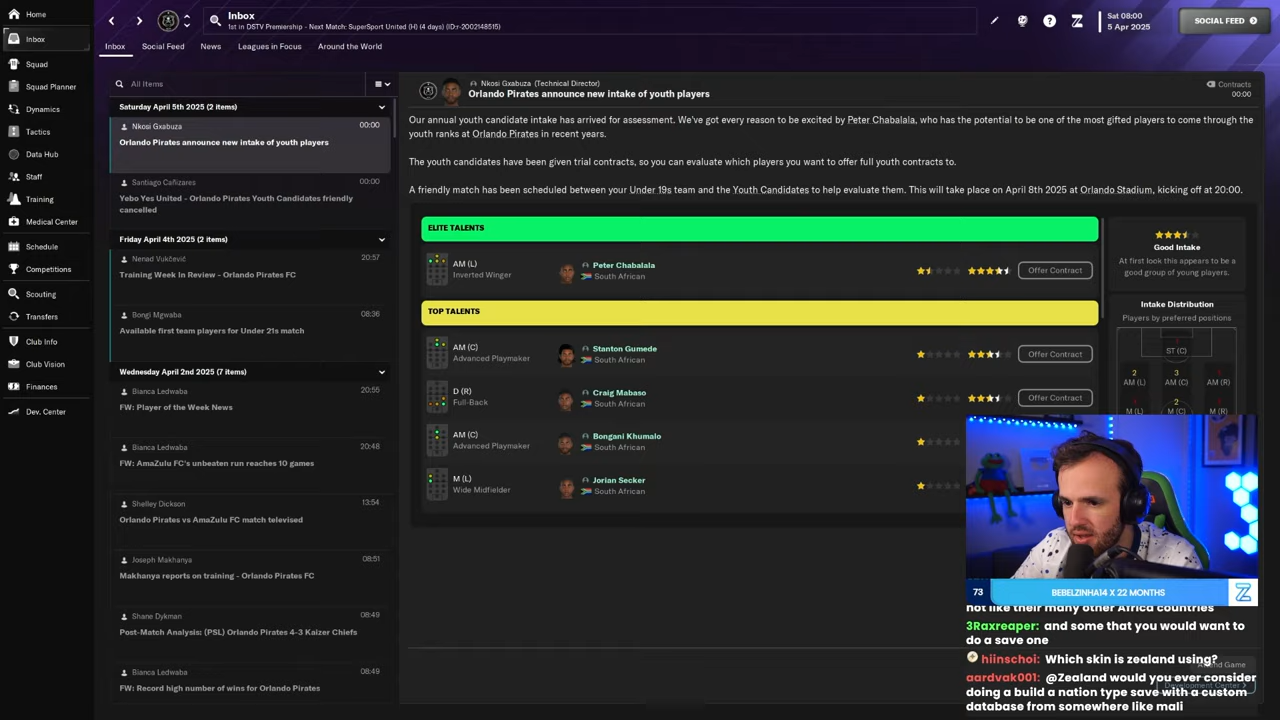 Home
Inbox
Squad
Squad Planner
Dynamics
Tactics
Data Hub
Staff
Training
Medical Center
Schedule
Competitions
Scouting
Transfers
Club Info
Club Vision
Finances
Dev. Center
Inbox
1st in DSTV Premiership - Next Match: SuperSport United (H) (4 days) (ID:r-2002148515)
Sat 08:00
5 Apr 2025
SOCIAL FEED
Inbox Social Feed News Leagues in Focus Around the World
All Items
Saturday April 5th 2025 (2 items)
Nkosi Gxabuza 00:00
Orlando Pirates announce new intake of youth players
Santiago Cañizares 00:00
Yebo Yes United - Orlando Pirates Youth Candidates friendly
cancelled
Friday April 4th 2025 (2 items)
Nenad Vukčević 20:57
Training Week In Review - Orlando Pirates FC
Bongi Mgwaba 08:36
Available first team players for Under 21s match
Wednesday April 2nd 2025 (7 items)
Bianca Ledwaba 20:55
FW: Player of the Week News
Bianca Ledwaba 20:48
FW: AmaZulu FC's unbeaten run reaches 10 games
Shelley Dickson 13:54
Orlando Pirates vs AmaZulu FC match televised
Joseph Makhanya 08:51
Makhanya reports on training - Orlando Pirates FC
Shane Dykman 08:49
Post-Match Analysis: (PSL) Orlando Pirates 4-3 Kaizer Chiefs
Bianca Ledwaba 08:49
FW: Record high number of wins for Orlando Pirates
Nkosi Gxabuza (Technical Director)
Orlando Pirates announce new intake of youth players
Contracts
00:00
Our annual youth candidate intake has arrived for assessment. We've got every reason to be excited by Peter Chabalala, who has the potential to be one of the most gifted players to come through the
youth ranks at Orlando Pirates in recent years.
The youth candidates have been given trial contracts, so you can evaluate which players you want to offer full youth contracts to.
A friendly match has been scheduled between your Under 19s team and the Youth Candidates to help evaluate them. This will take place on April 8th 2025 at Orlando Stadium, kicking off at 20:00.
ELITE TALENTS
AM (L)
Inverted Winger
Peter Chabalala
South African
Offer Contract
TOP TALENTS
AM (C)
Advanced Playmaker
Stanton Gumede
South African
Offer Contract
D (R)
Full-Back
Craig Mabaso
South African
Offer Contract
AM (C)
Advanced Playmaker
Bongani Khumalo
South African
M (L)
Wide Midfielder
Jorian Secker
South African
Good Intake
At first look this appears to be a
good group of young players.
Intake Distribution
Players by preferred positions
ST (C)
2 3
AM (L) AM (C) AM (R)
2
M (L) M (C) M (R)
73 BEBELZINHA14 X 22 MONTHS
not like their many other Africa countries
3Raxreaper: and some that you would want to
do a save one
hiinschoi: Which skin is zealand using?
aardvak001: @Zealand would you ever consider
doing a build a nation type save with a custom
database from somewhere like mali
Development Center